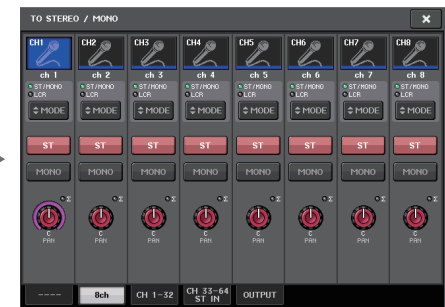 TO STEREO / MONO
CH1 CH2 CH3 CH4 CH5 CH6 CH7 CH8
ch 1 ch 2 ch 3 ch 4 ch 5 ch 6 ch 7 ch 8
ST/MONO ST/MONO ST/MONO ST/MONO ST/MONO ST/MONO ST/MONO ST/MONO
LCR LCR LCR LCR LCR LCR LCR LCR
MODE MODE MODE MODE MODE MODE MODE MODE
ST ST ST ST ST ST ST ST
MONO MONO MONO MONO MONO MONO MONO MONO
Σ Σ Σ Σ Σ Σ Σ Σ
C C C C C C C C
PAN PAN PAN PAN PAN PAN PAN PAN
---- 8ch CH 1-32 CH 33-64 ST IN OUTPUT